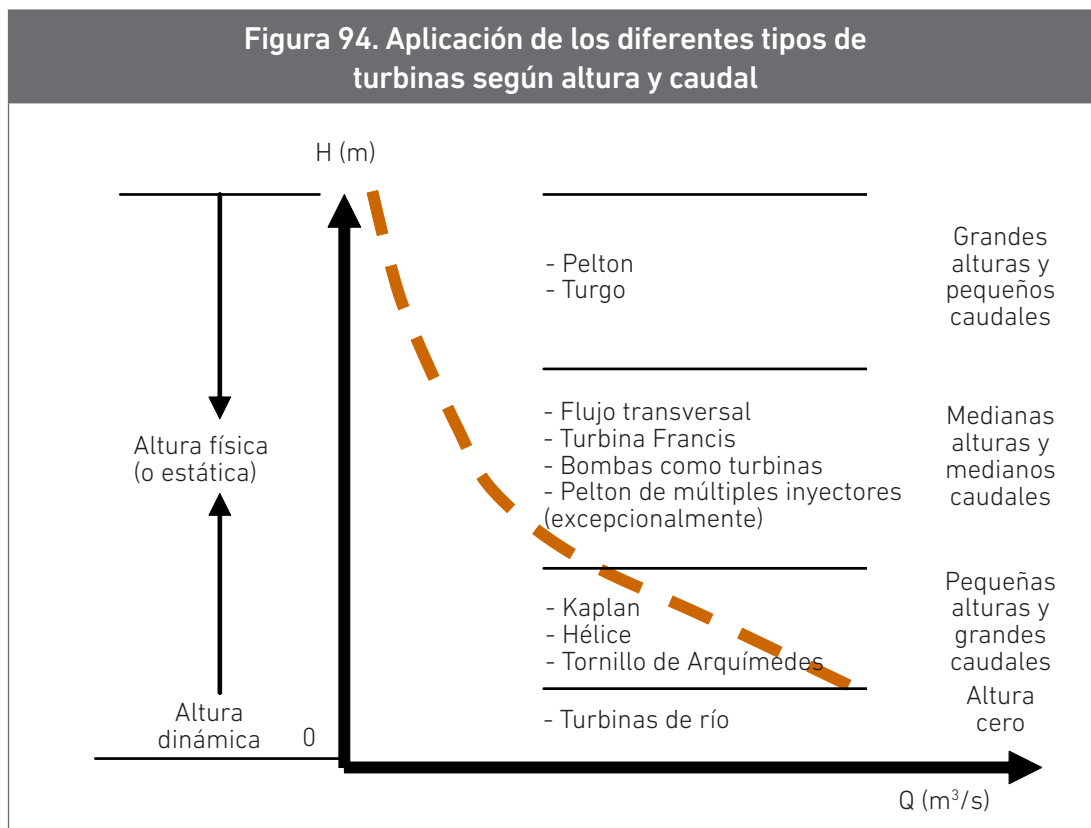 Figura 94. Aplicación de los diferentes tipos de
turbinas según altura y caudal
H (m)
- Pelton
- Turgo
Grandes
alturas y
pequeños
caudales
Altura física
(o estática)
- Flujo transversal
- Turbina Francis
- Bombas como turbinas
- Pelton de múltiples inyectores
(excepcionalmente)
Medianas
alturas y
medianos
caudales
- Kaplan
- Hélice
- Tornillo de Arquímedes
Pequeñas
alturas y
grandes
caudales
Altura
dinámica
0
- Turbinas de río
Altura
cero
Q (m³/s)